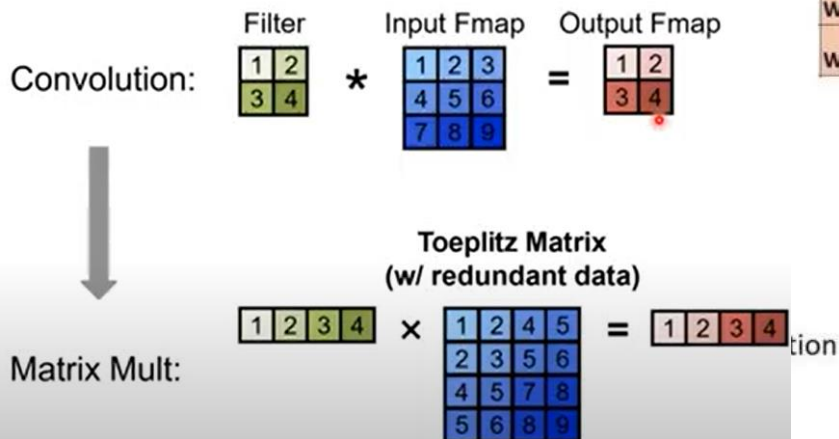 Filter Input Fmap Output Fmap
Convolution:
1 2
3 4
*
1 2 3
4 5 6
7 8 9
=
1 2
3 4
Toeplitz Matrix
(w/ redundant data)
Matrix Mult:
1 2 3 4
×
1 2 4 5
2 3 5 6
4 5 7 8
5 6 8 9
=
1 2 3 4
tion
w
w